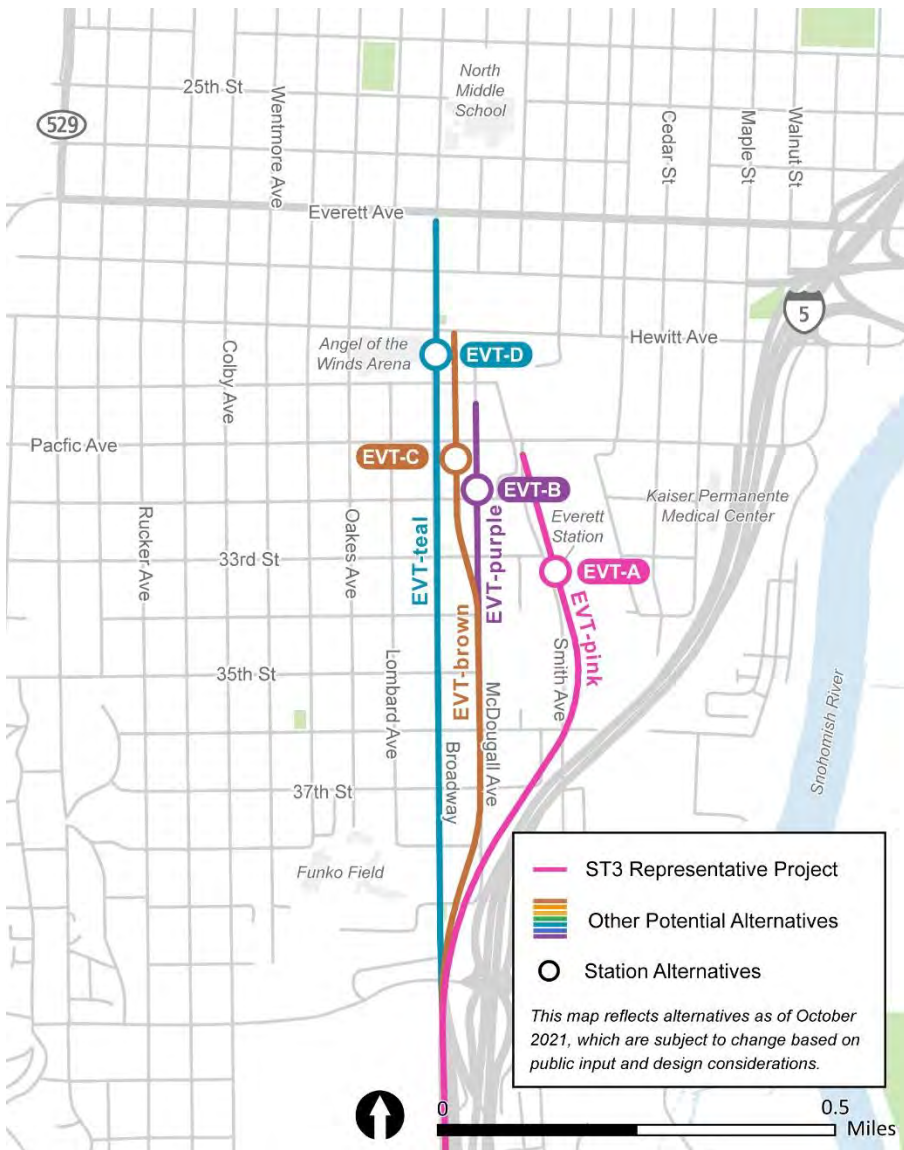 North
Middle
School
25th St
529
Wentmore Ave
Cedar St
Maple St
Walnut St
Everett Ave
5
Angel of the
Winds Arena
EVT-D
Hewitt Ave
Colby Ave
Pacfic Ave
EVT-C
EVT-B
Kaiser Permanente
Medical Center
Everett
Station
Rucker Ave
Oakes Ave
33rd St
EVT-A
EVT-teal
EVT-purple
EVT-brown
EVT-pink
35th St
Lombard Ave
Smith Ave
McDougall Ave
Broadway
Snohomish River
37th St
Funko Field
ST3 Representative Project
Other Potential Alternatives
Station Alternatives
This map reflects alternatives as of October
2021, which are subject to change based on
public input and design considerations.
0
0.5
Miles